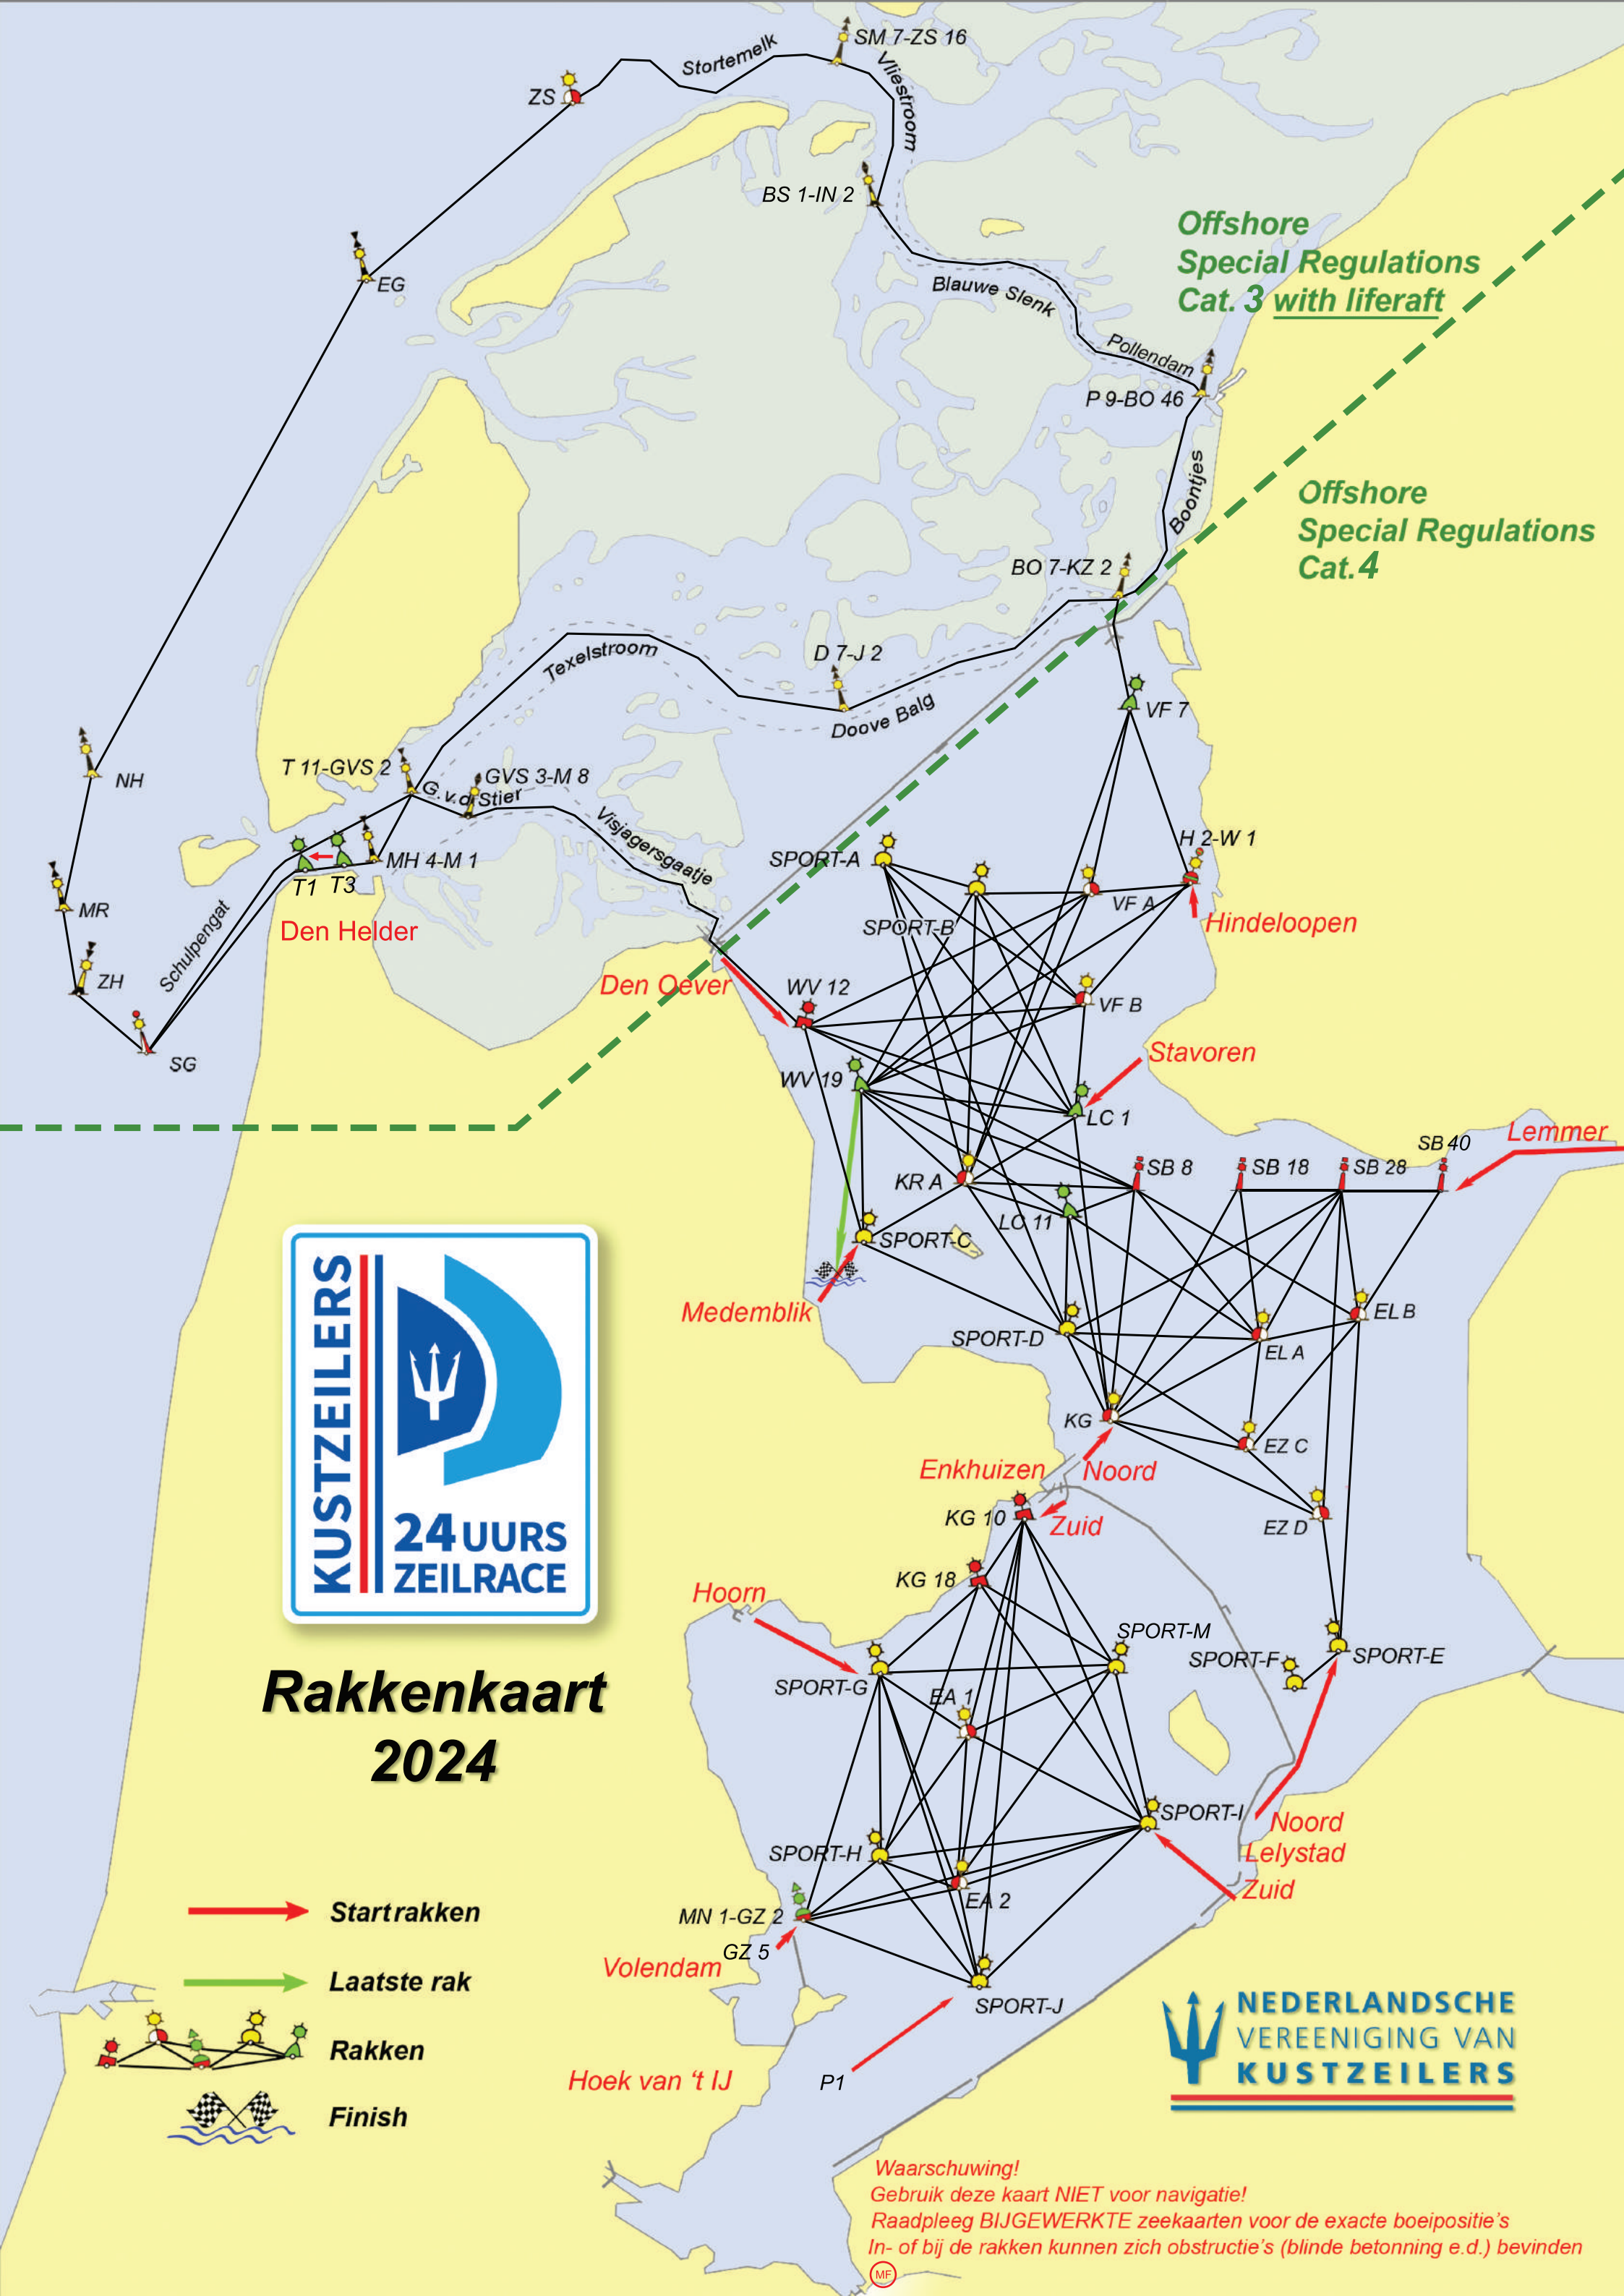 SM 7-ZS 16
Stortemelk
Vliestroom
ZS
BS 1-IN 2
Offshore
Special Regulations
Cat. 3 with liferaft
EG
Blauwe Slenk
Pollendam
P 9-BO 46
Boontjes
Offshore
Special Regulations
Cat.4
BO 7-KZ 2
Texelstroom
D 7-J 2
Doove Balg
VF 7
NH
T 11-GVS 2
G.v.d. Stier
GVS 3-M 8
Visjagersgaatje
MH 4-M 1
T1
T3
Den Helder
Schulpengat
MR
ZH
SG
SPORT-A
SPORT-B
VF A
H 2-W 1
Hindeloopen
Den Oever
WV 12
VF B
Stavoren
WV 19
LC 1
Lemmer
SB 40
SB 28
SB 18
SB 8
KR A
LC 11
SPORT-C
Medemblik
SPORT-D
EL A
EL B
KG
EZ C
Enkhuizen
Noord
KG 10
Zuid
EZ D
KG 18
Hoorn
SPORT-M
SPORT-F
SPORT-E
SPORT-G
EA 1
SPORT-I
Noord
Lelystad
Zuid
SPORT-H
EA 2
MN 1-GZ 2
GZ 5
Volendam
SPORT-J
P1
Hoek van ‘t IJ
KUSTZEILERS
24 UURS
ZEILRACE
Rakkenkaart
2024
Startrakken
Laatste rak
Rakken
Finish
NEDERLANDSCHE
VEREENIGING VAN
KUSTZEILERS
Waarschuwing!
Gebruik deze kaart NIET voor navigatie!
Raadpleeg BIJGEWERKTE zeekaarten voor de exacte boeipositie’s
In- of bij de rakken kunnen zich obstructie’s (blinde betonning e.d.) bevinden
MF